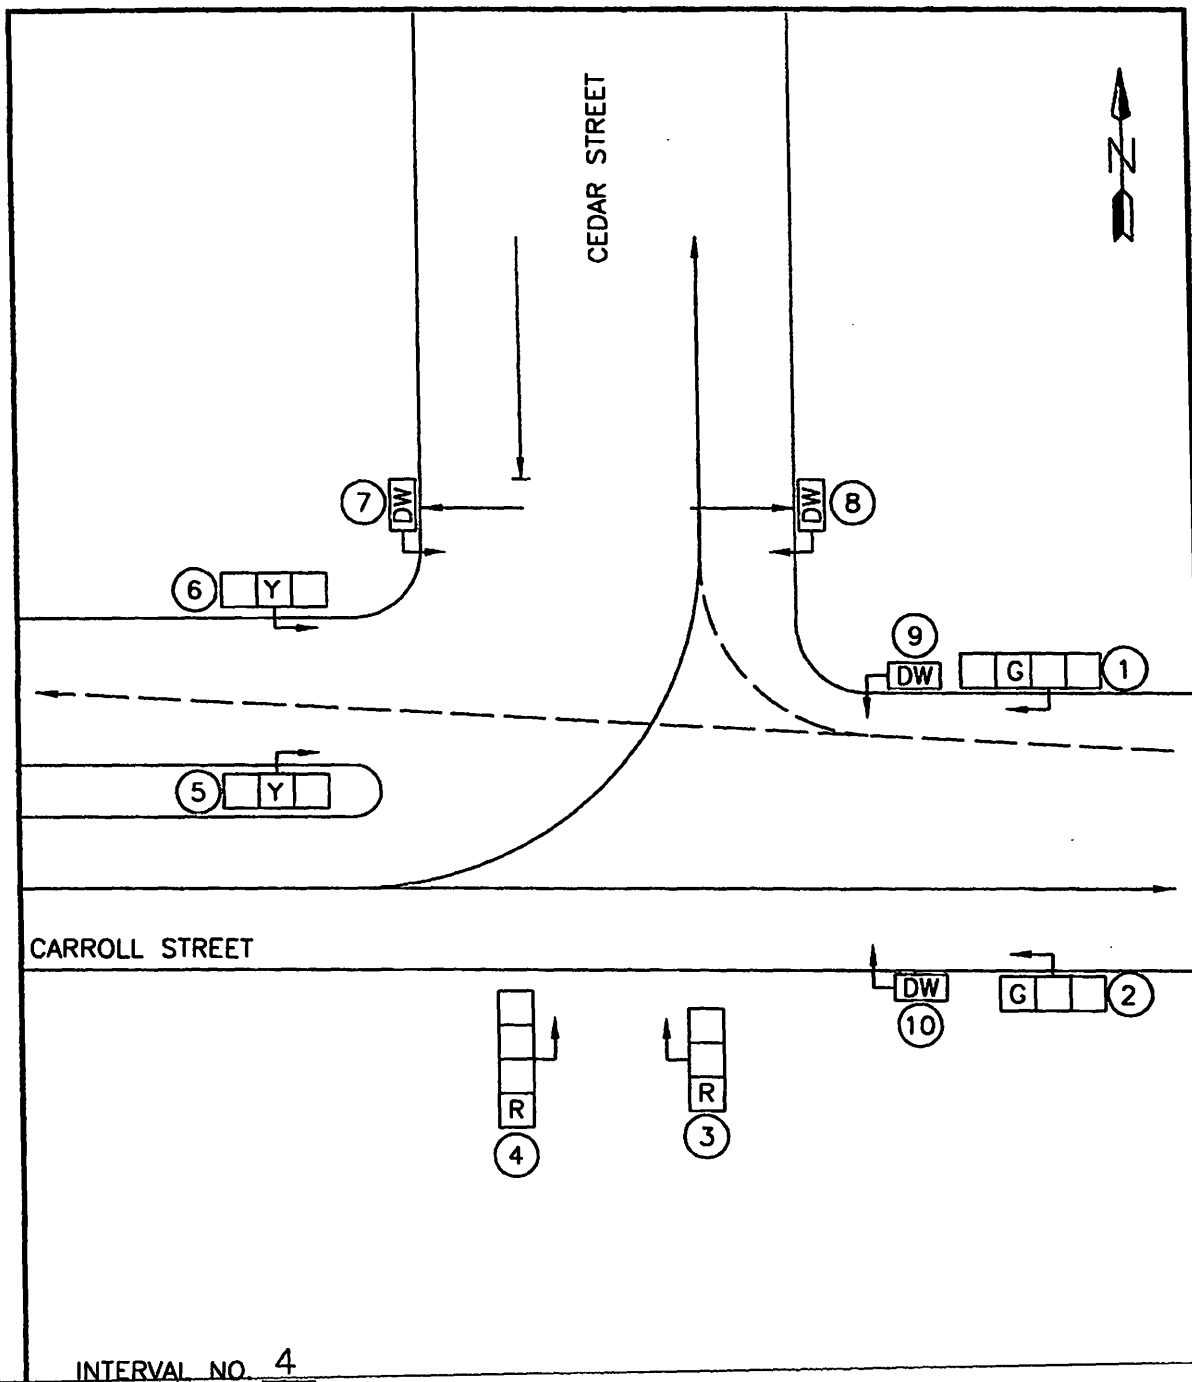 CEDAR STREET
N
7
DW
DW
8
6
Y
9
DW
G
1
5
Y
CARROLL STREET
DW
10
G
2
R
4
R
3
INTERVAL NO. 4